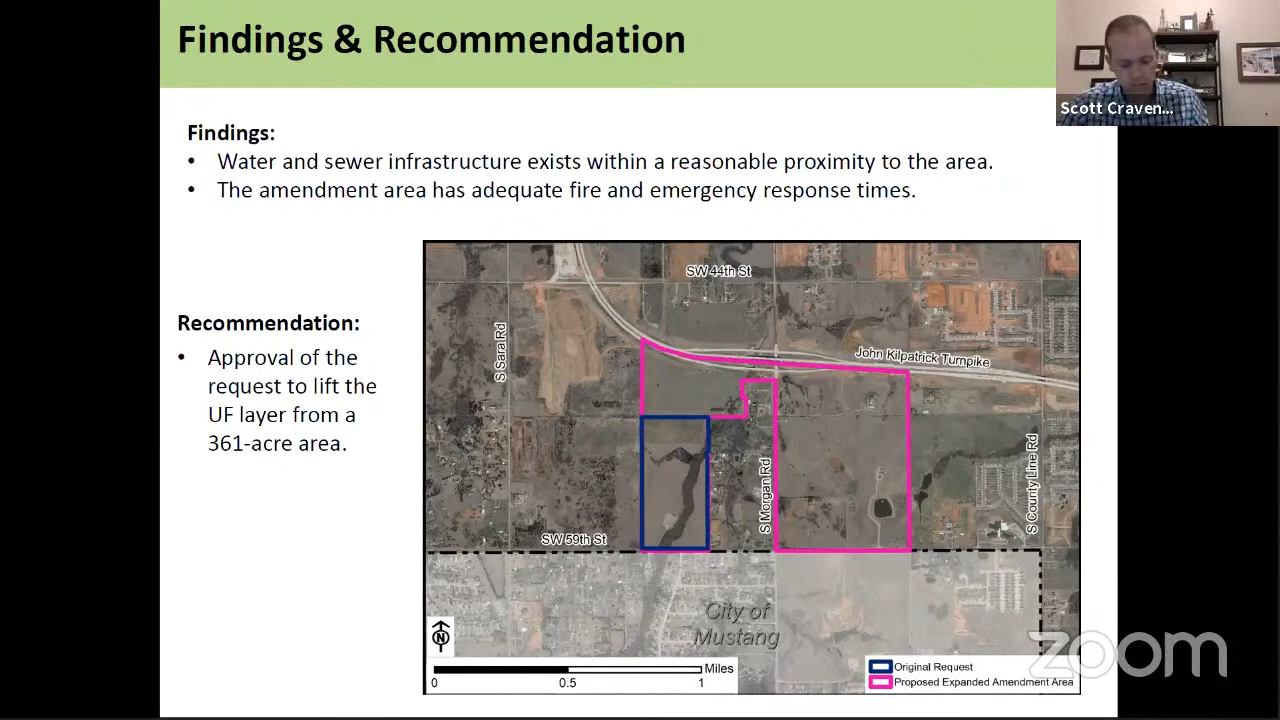 Findings & Recommendation
Scott Craven...
Findings:
• Water and sewer infrastructure exists within a reasonable proximity to the area.
• The amendment area has adequate fire and emergency response times.
Recommendation:
• Approval of the
request to lift the
UF layer from a
361-acre area.
SW 44th St
S Sara Rd
John Kilpatrick Turnpike
S Morgan Rd
S County Line Rd
SW 59th St
City of
Mustang
N
Miles
0 0.5 1
Original Request
Proposed Expanded Amendment Area
zoom